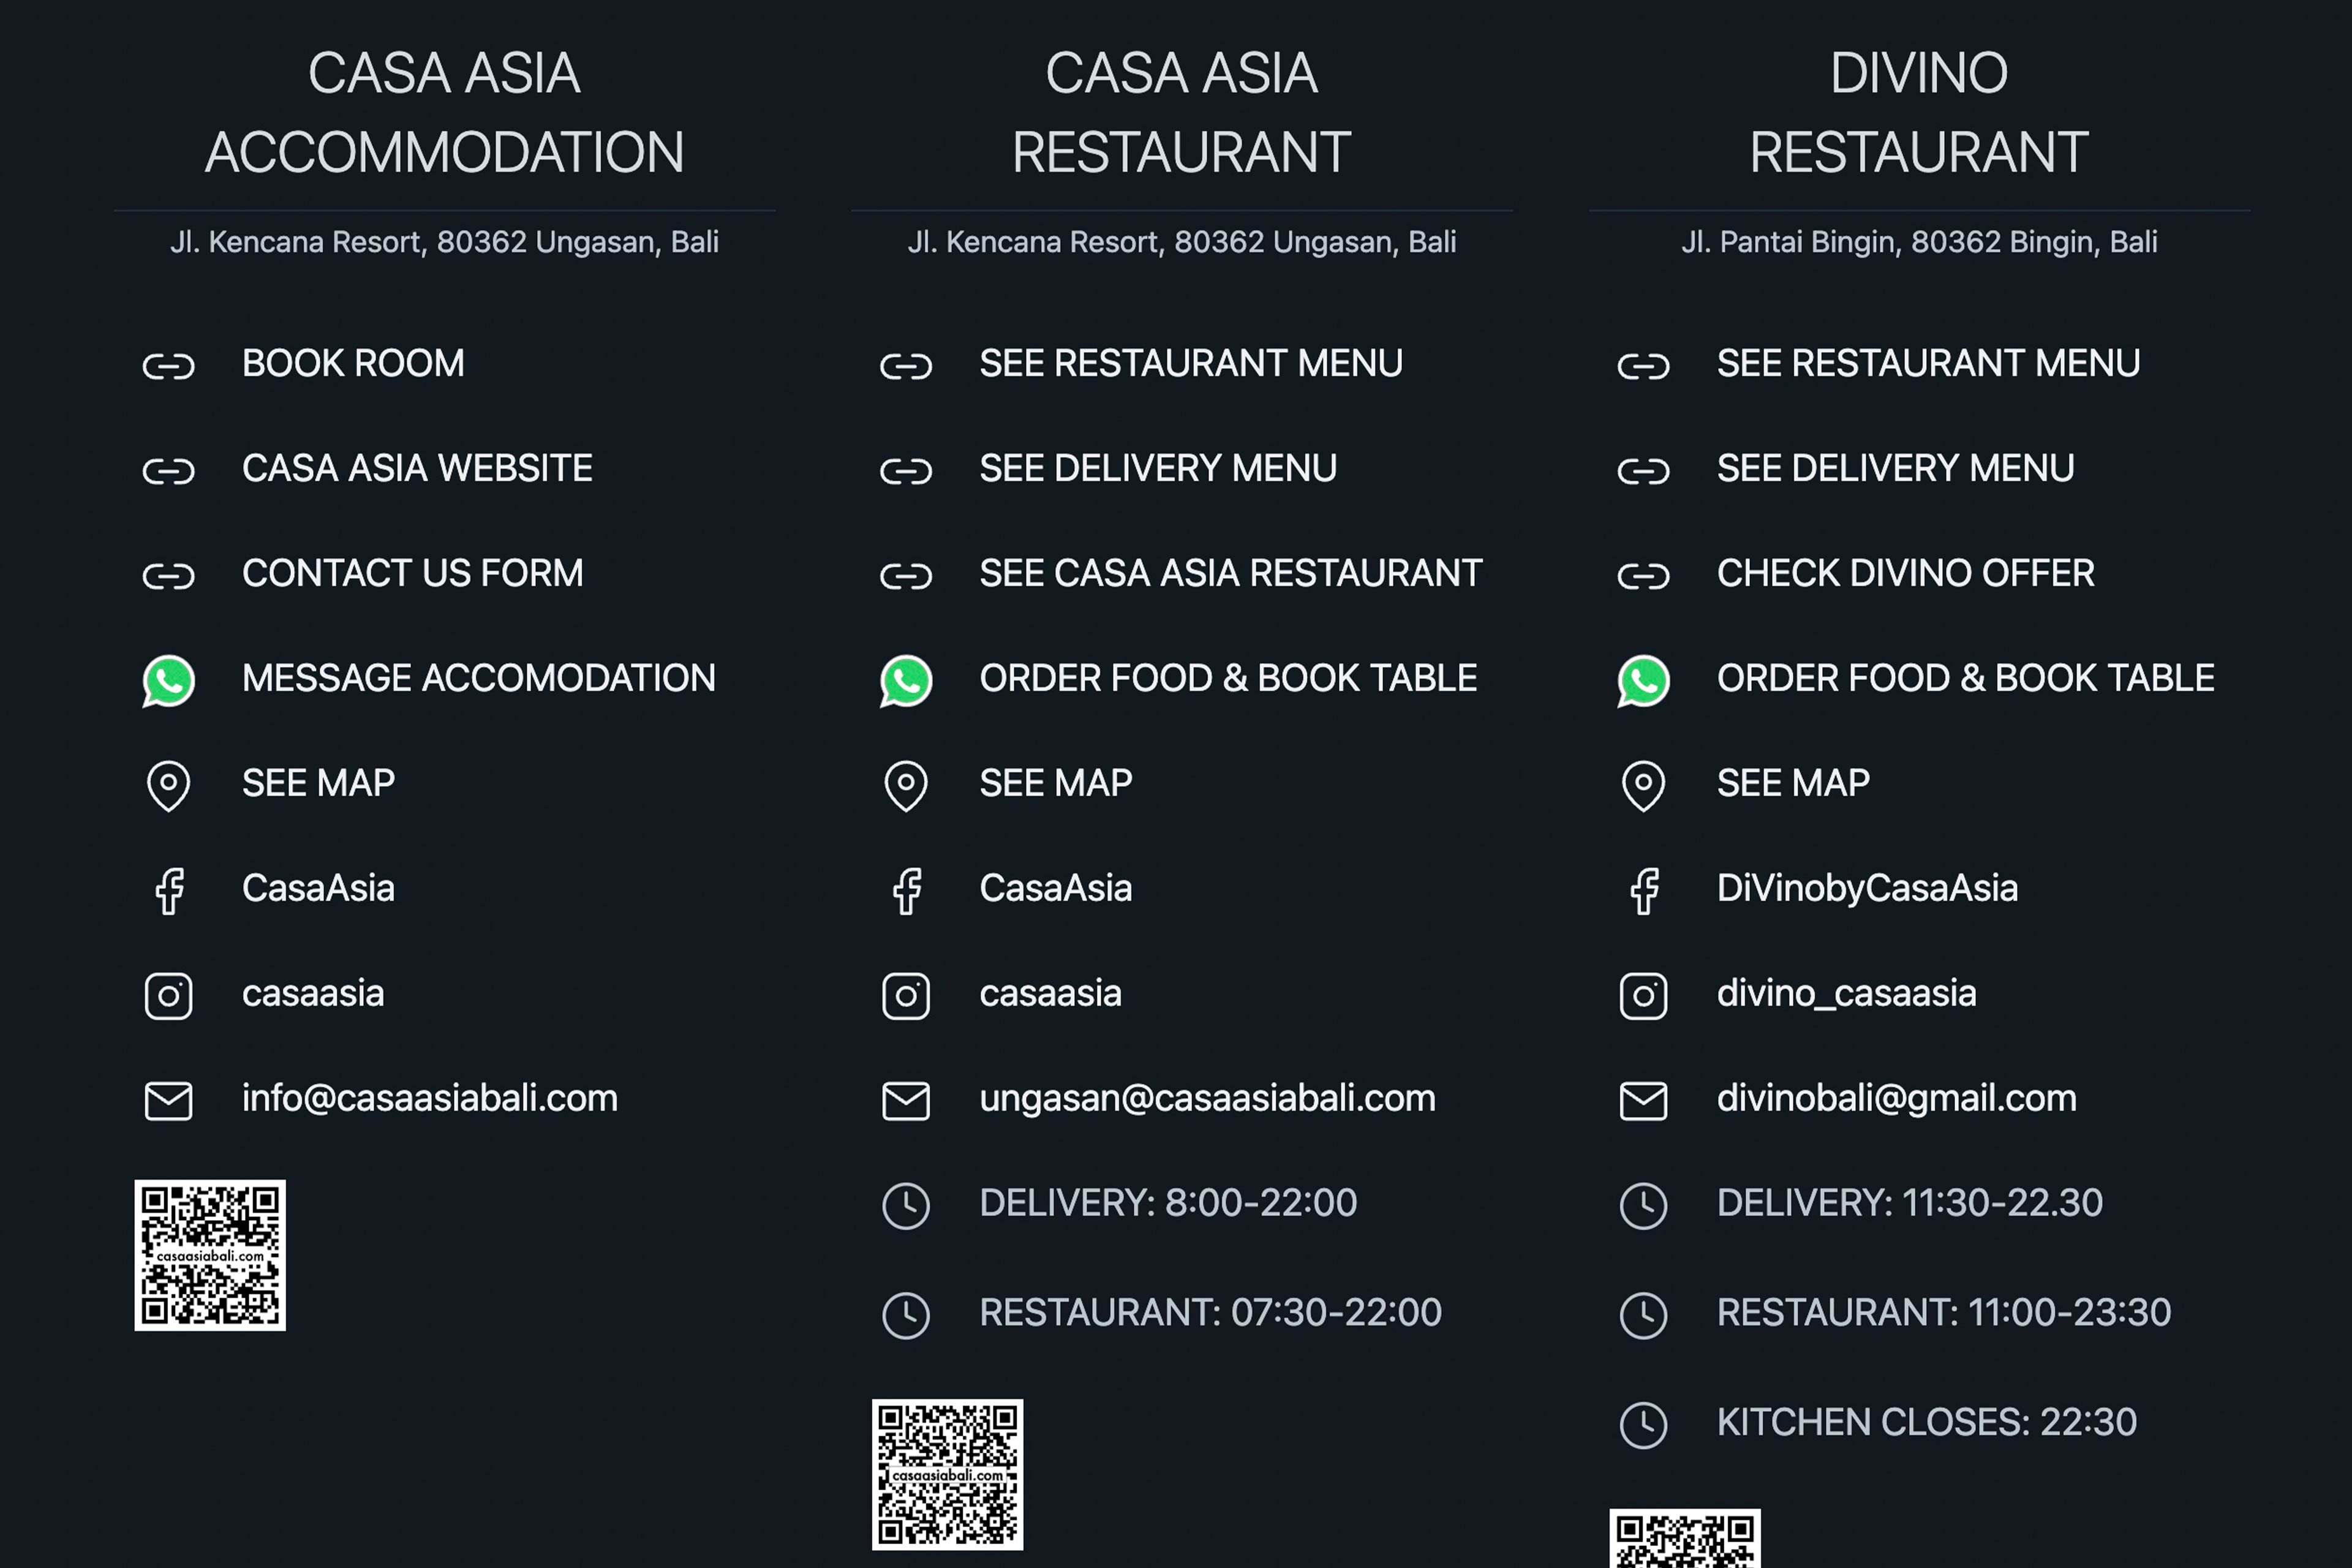 CASA ASIA
ACCOMMODATION
Jl. Kencana Resort, 80362 Ungasan, Bali
BOOK ROOM
CASA ASIA WEBSITE
CONTACT US FORM
MESSAGE ACCOMODATION
SEE MAP
CasaAsia
casaasia
info@casaasiabali.com
casaasiabali.com
CASA ASIA
RESTAURANT
Jl. Kencana Resort, 80362 Ungasan, Bali
SEE RESTAURANT MENU
SEE DELIVERY MENU
SEE CASA ASIA RESTAURANT
ORDER FOOD & BOOK TABLE
SEE MAP
CasaAsia
casaasia
ungasan@casaasiabali.com
DELIVERY: 8:00-22:00
RESTAURANT: 07:30-22:00
casaasiabali.com
DIVINO
RESTAURANT
Jl. Pantai Bingin, 80362 Bingin, Bali
SEE RESTAURANT MENU
SEE DELIVERY MENU
CHECK DIVINO OFFER
ORDER FOOD & BOOK TABLE
SEE MAP
DiVinobyCasaAsia
divino_casaasia
divinobali@gmail.com
DELIVERY: 11:30-22.30
RESTAURANT: 11:00-23:30
KITCHEN CLOSES: 22:30